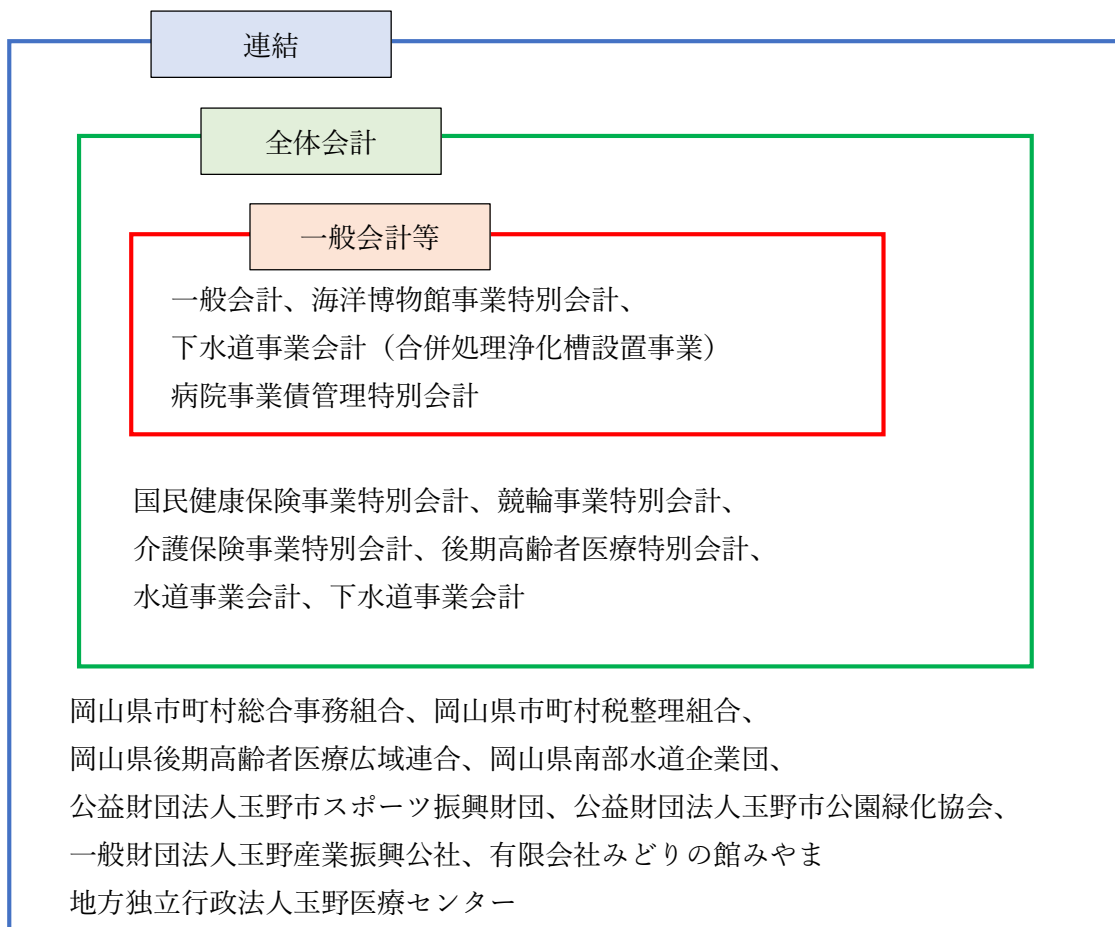 連結
全体会計
一般会計等
一般会計、海洋博物館事業特別会計、
下水道事業会計（合併処理浄化槽設置事業）
病院事業債管理特別会計
国民健康保険事業特別会計、競輪事業特別会計、
介護保険事業特別会計、後期高齢者医療特別会計、
水道事業会計、下水道事業会計
岡山県市町村総合事務組合、岡山県市町村税整理組合、
岡山県後期高齢者医療広域連合、岡山県南部水道企業団、
公益財団法人玉野市スポーツ振興財団、公益財団法人玉野市公園緑化協会、
一般財団法人玉野産業振興公社、有限会社みどりの館みやま
地方独立行政法人玉野医療センター